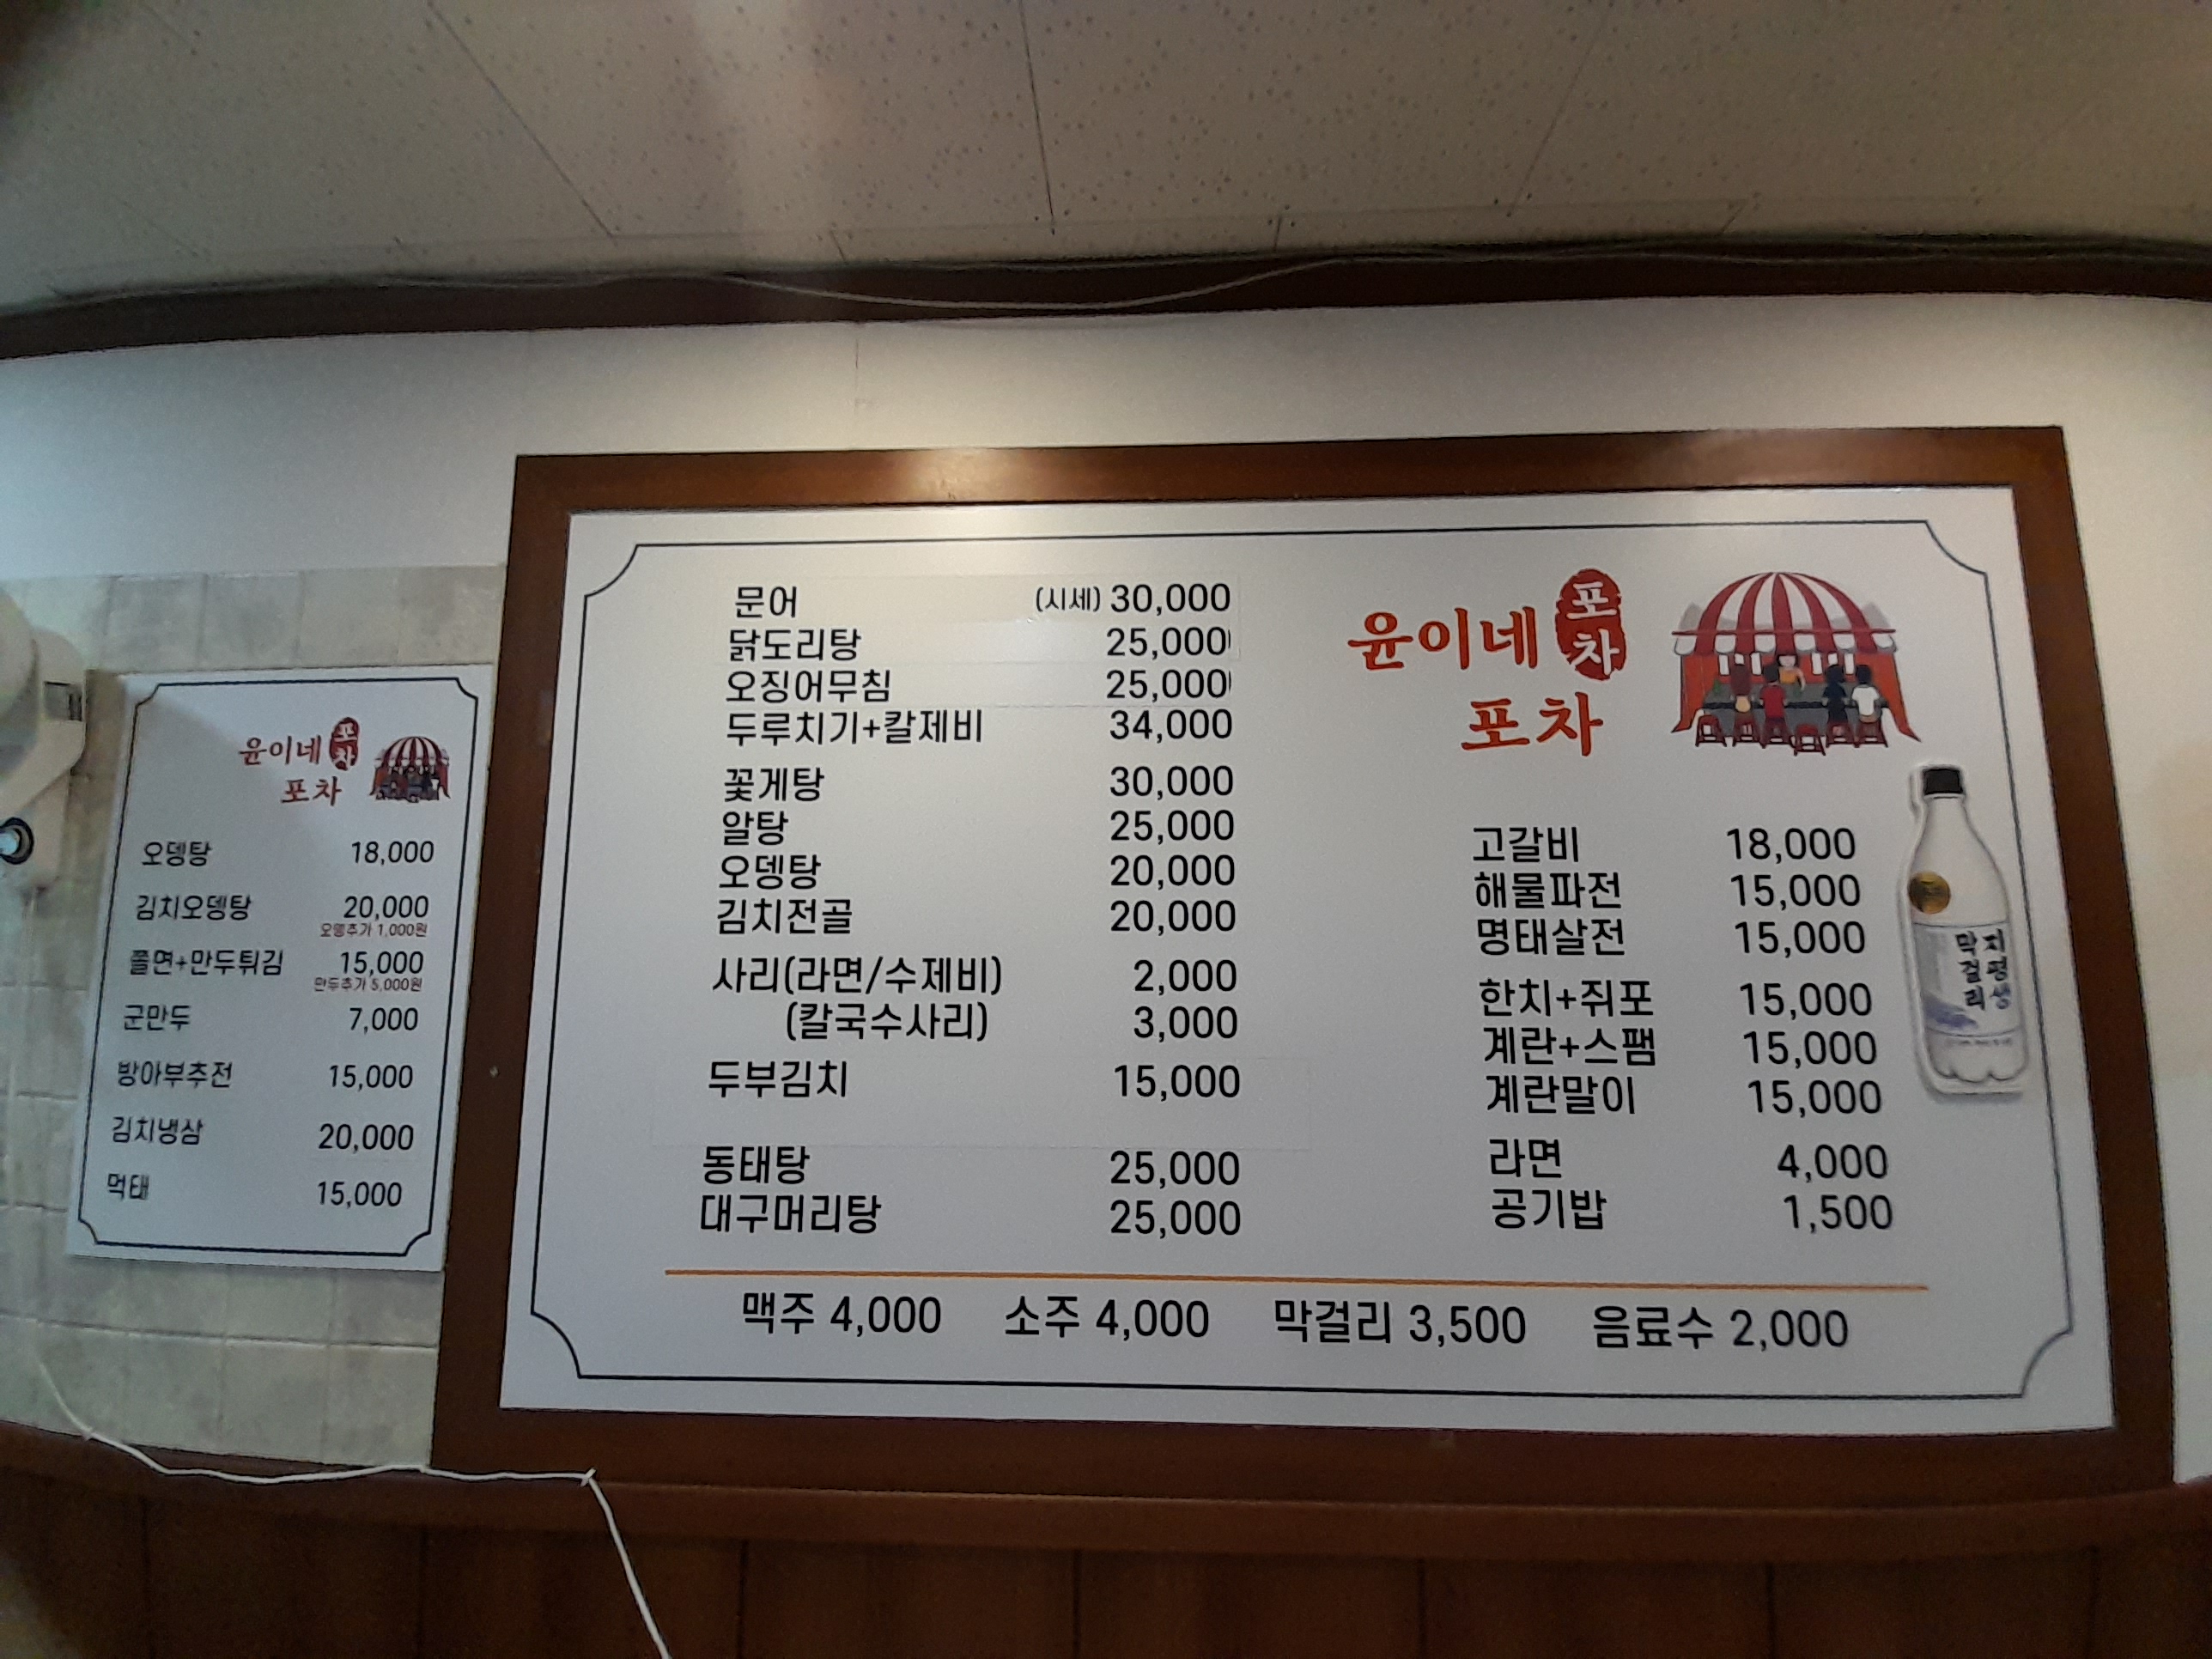 윤이네 포차
포차
오뎅탕 18,000
김치오뎅탕 20,000
오뎅추가 1,000원
쫄면+만두튀김 15,000
만두추가 5,000원
군만두 7,000
방아부추전 15,000
김치냉삼 20,000
먹태 15,000
문어 (시세) 30,000
닭도리탕 25,000
오징어무침 25,000
두루치기+칼제비 34,000
꽃게탕 30,000
알탕 25,000
오뎅탕 20,000
김치전골 20,000
사리(라면/수제비) 2,000
(칼국수사리) 3,000
두부김치 15,000
동태탕 25,000
대구머리탕 25,000
윤이네 포차
포차
고갈비 18,000
해물파전 15,000
명태살전 15,000
한치+쥐포 15,000
계란+스팸 15,000
계란말이 15,000
라면 4,000
공기밥 1,500
지평생
막걸리
맥주 4,000 소주 4,000 막걸리 3,500 음료수 2,000